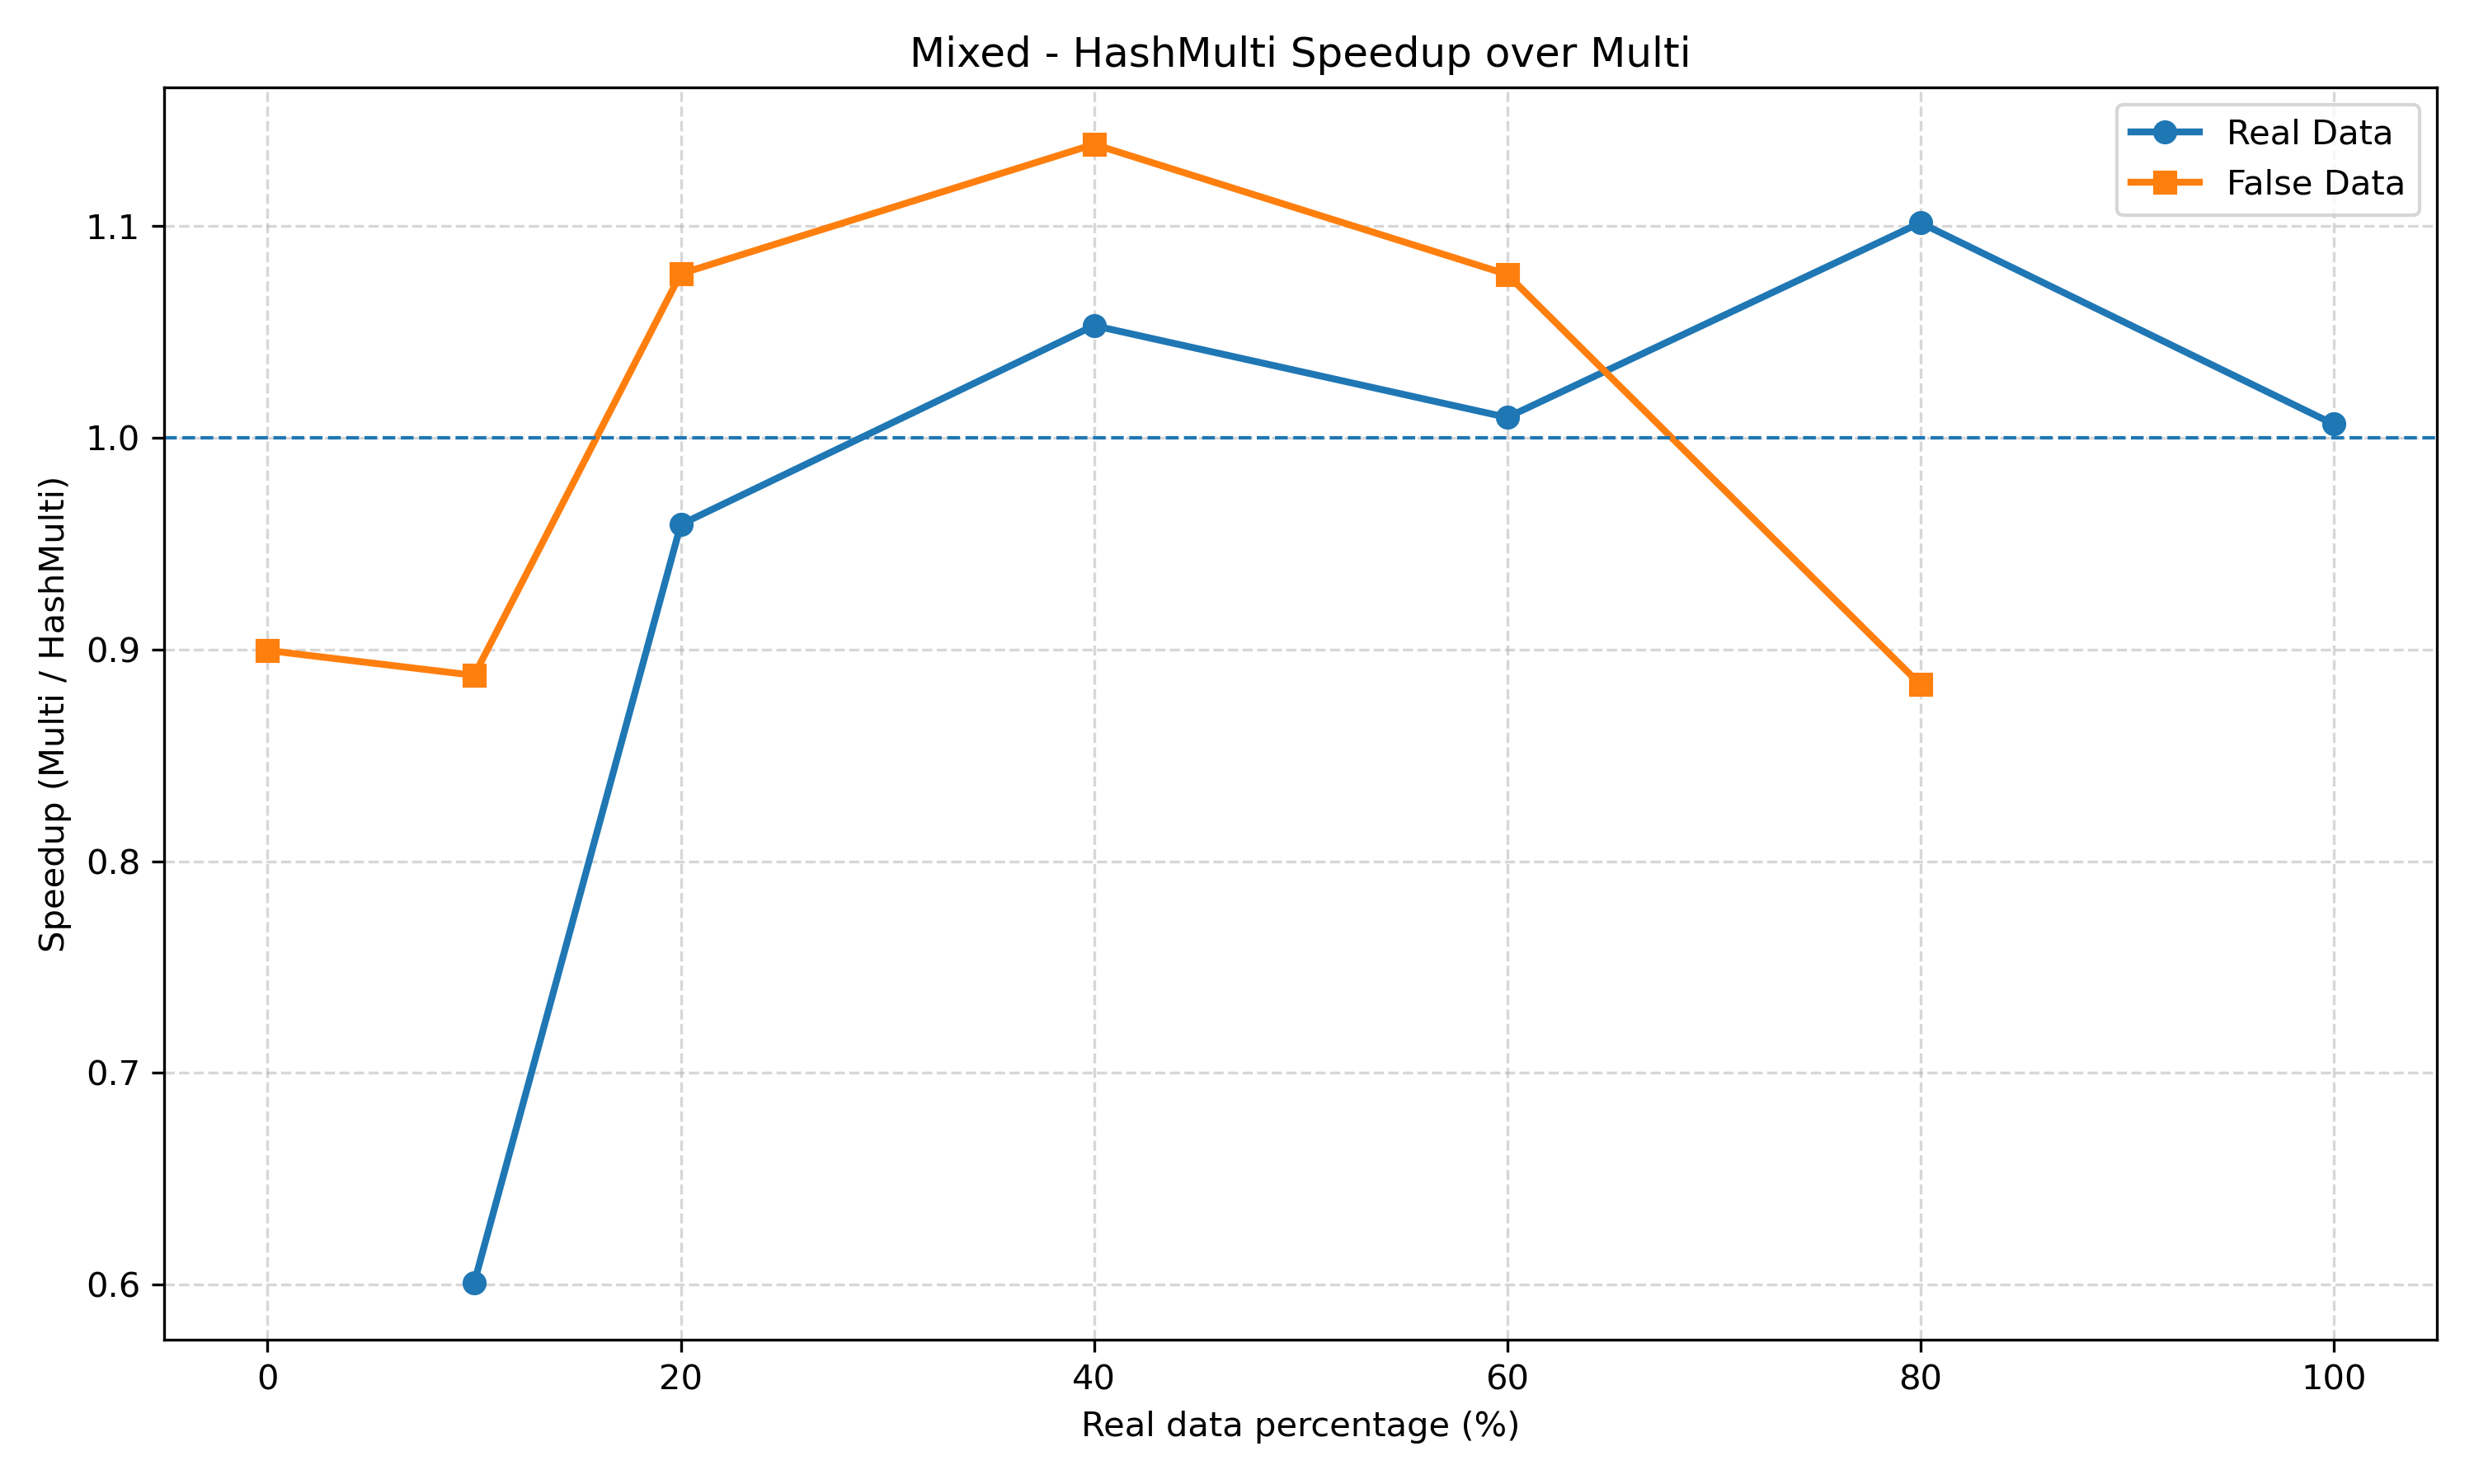 Mixed - HashMulti Speedup over Multi
Real Data
False Data
Speedup (Multi / HashMulti)
1.1
1.0
0.9
0.8
0.7
0.6
0 20 40 60 80 100
Real data percentage (%)